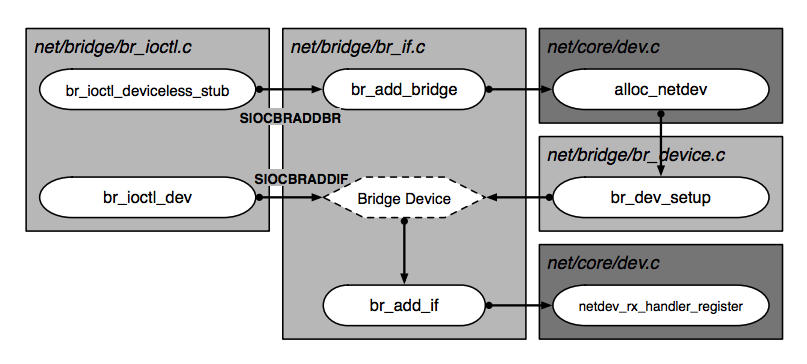 net/bridge/br_ioctl.c
br_ioctl_deviceless_stub
SIOCBRADDBR
br_ioctl_dev
SIOCBRADDIF
net/bridge/br_if.c
br_add_bridge
Bridge Device
br_add_if
net/core/dev.c
alloc_netdev
net/bridge/br_device.c
br_dev_setup
net/core/dev.c
netdev_rx_handler_register